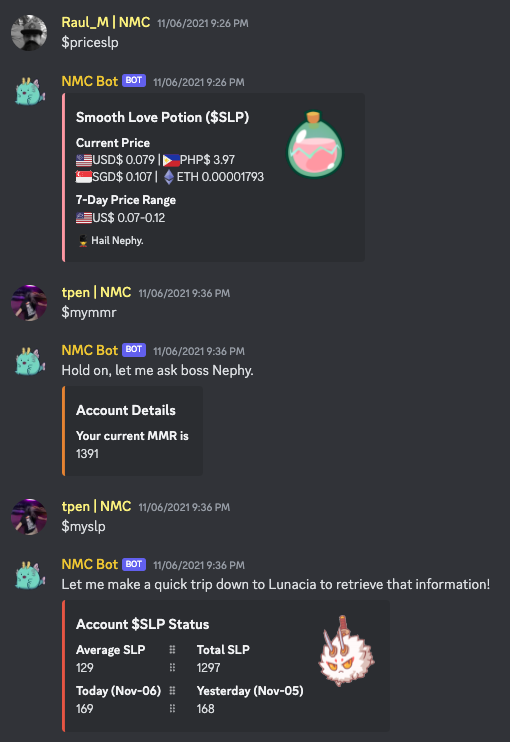 Raul_M | NMC 11/06/2021 9:26 PM
$priceslp
NMC Bot BOT 11/06/2021 9:26 PM
Smooth Love Potion ($SLP)
Current Price
USD$ 0.079 | PHP$ 3.97
SGD$ 0.107 | ETH 0.00001793
7-Day Price Range
US$ 0.07-0.12
Hail Nephy.
tpen | NMC 11/06/2021 9:36 PM
$mymmr
NMC Bot BOT 11/06/2021 9:36 PM
Hold on, let me ask boss Nephy.
Account Details
Your current MMR is
1391
tpen | NMC 11/06/2021 9:36 PM
$myslp
NMC Bot BOT 11/06/2021 9:36 PM
Let me make a quick trip down to Lunacia to retrieve that information!
Account $SLP Status
Average SLP ⠿ Total SLP
129 ⠿ 1297
Today (Nov-06) ⠿ Yesterday (Nov-05)
169 ⠿ 168